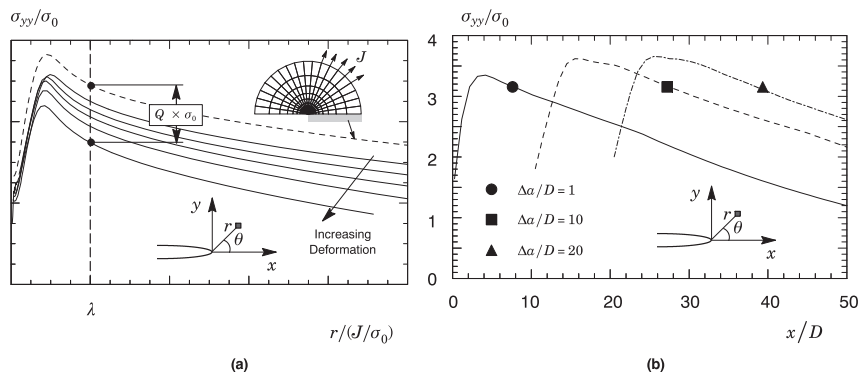 σyy/σ0
J
Q × σ0
y
r
θ
x
Increasing
Deformation
λ
r/(J/σ0)
(a)
σyy/σ0
4
3
2
1
0
Δa/D = 1
Δa/D = 10
Δa/D = 20
y
r
θ
x
0 10 20 30 40 50
x/D
(b)